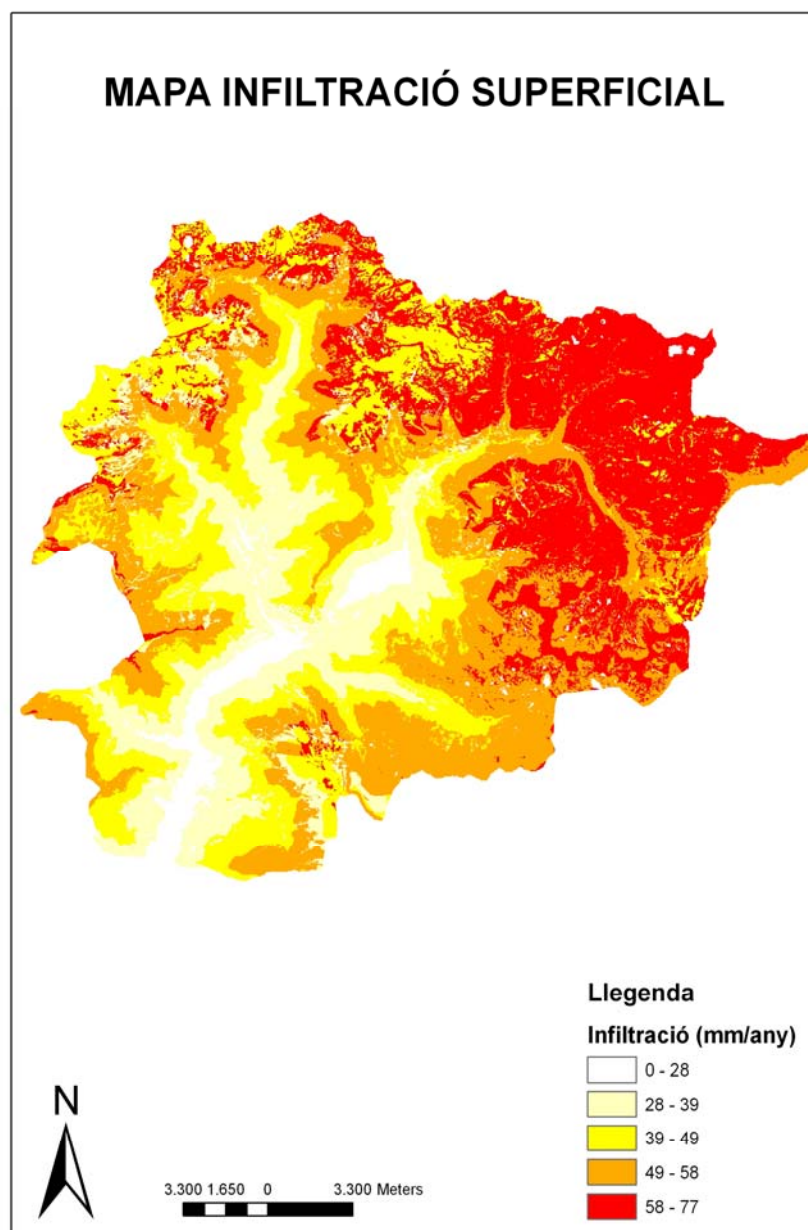 MAPA INFILTRACIÓ SUPERFICIAL
Llegenda
Infiltració (mm/any)
0 - 28
28 - 39
39 - 49
49 - 58
58 - 77
N
3.300 1.650 0 3.300 Meters